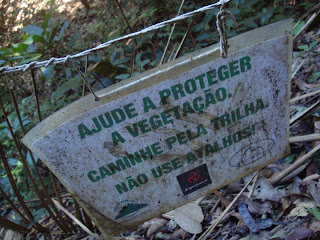 AJUDE A PROTEGER
A VEGETAÇÃO.
CAMINHE PELA TRILHA.
NÃO USE ATALHOS!